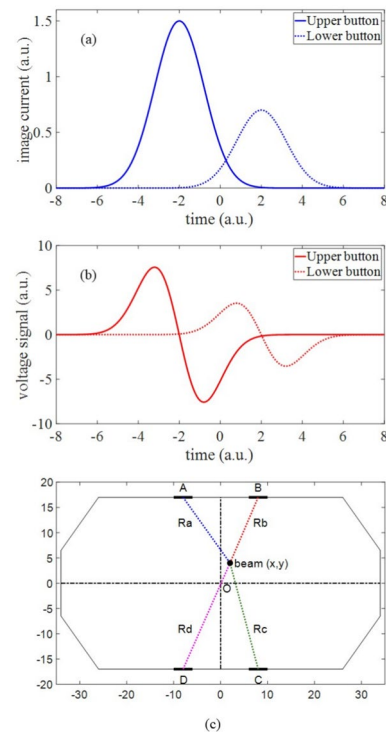 (a)
Upper button
Lower button
1.5
1
0.5
0
image current (a.u.)
-8 -6 -4 -2 0 2 4 6 8
time (a.u.)
(b)
Upper button
Lower button
10
5
0
-5
-10
voltage signal (a.u.)
-8 -6 -4 -2 0 2 4 6 8
time (a.u.)
20
15
10
5
0
-5
-10
-15
-20
A B
Ra Rb
beam (x,y)
O
Rd Rc
D C
-30 -20 -10 0 10 20 30
(c)